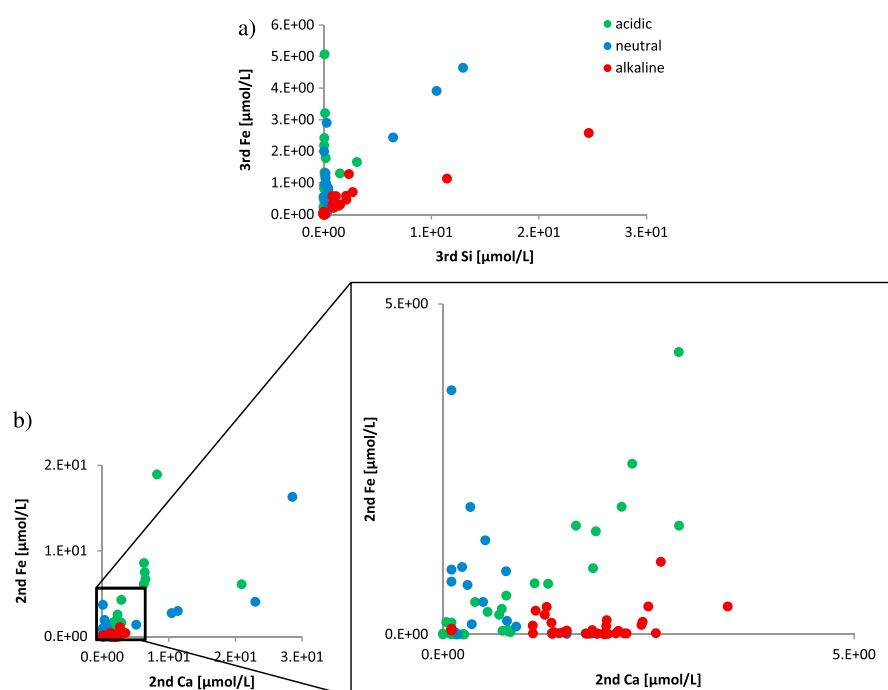 a)
6.E+00
5.E+00
4.E+00
3.E+00
2.E+00
1.E+00
0.E+00
3rd Fe [µmol/L]
0.E+00 1.E+01 2.E+01 3.E+01
3rd Si [µmol/L]
acidic
neutral
alkaline
b)
2.E+01
1.E+01
0.E+00
2nd Fe [µmol/L]
0.E+00 1.E+01 2.E+01 3.E+01
2nd Ca [µmol/L]
5.E+00
0.E+00
2nd Fe [µmol/L]
0.E+00 5.E+00
2nd Ca [µmol/L]